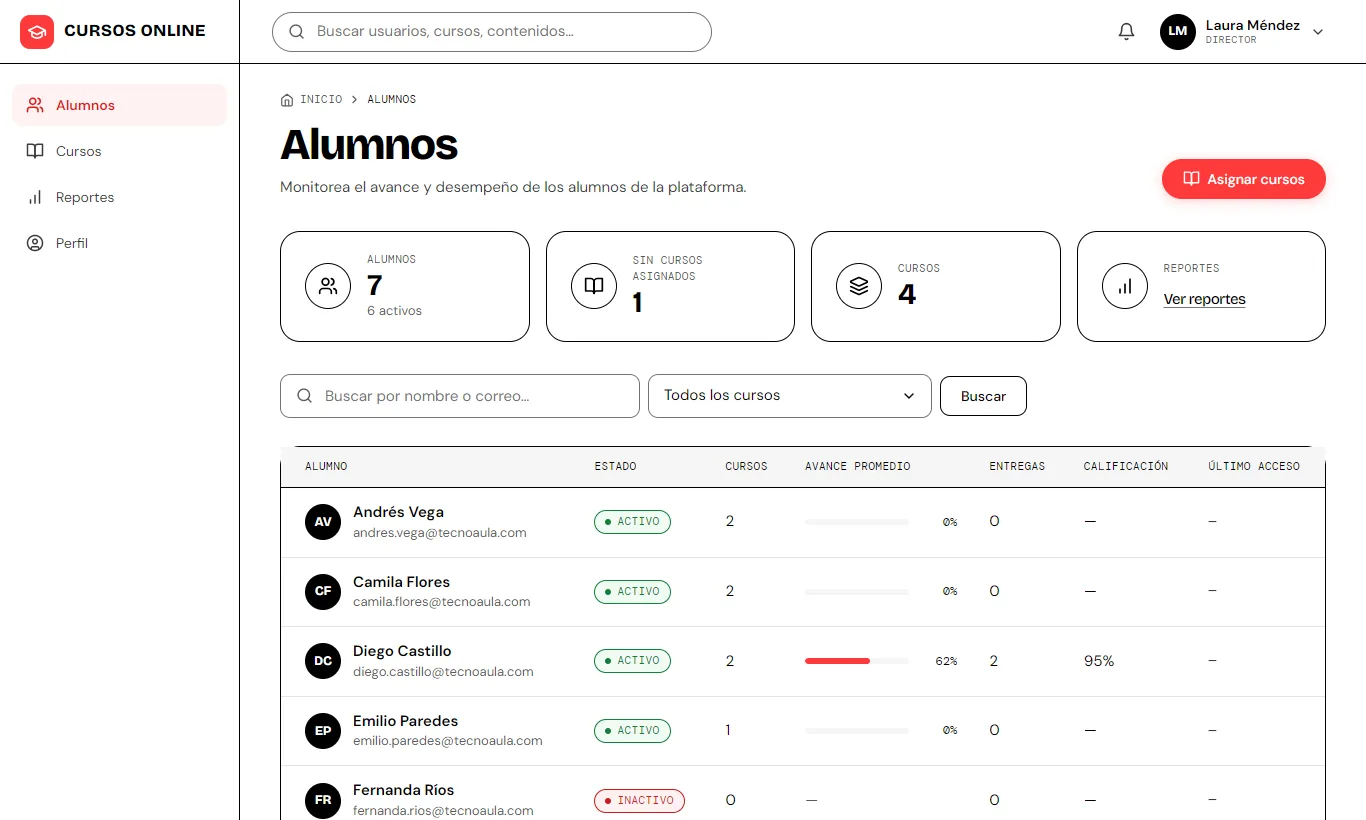 CURSOS ONLINE
Buscar usuarios, cursos, contenidos...
LM
Laura Méndez
DIRECTOR
Alumnos
Cursos
Reportes
Perfil
INICIO > ALUMNOS
Alumnos
Monitorea el avance y desempeño de los alumnos de la plataforma.
Asignar cursos
ALUMNOS
7
6 activos
SIN CURSOS
ASIGNADOS
1
CURSOS
4
REPORTES
Ver reportes
Buscar por nombre o correo...
Todos los cursos
Buscar
ALUMNO ESTADO CURSOS AVANCE PROMEDIO ENTREGAS CALIFICACIÓN ÚLTIMO ACCESO
AV Andrés Vega ACTIVO 2 0% 0 — —
andres.vega@tecnoaula.com
CF Camila Flores ACTIVO 2 0% 0 — —
camila.flores@tecnoaula.com
DC Diego Castillo ACTIVO 2 62% 2 95% —
diego.castillo@tecnoaula.com
EP Emilio Paredes ACTIVO 1 0% 0 — —
emilio.paredes@tecnoaula.com
FR Fernanda Ríos INACTIVO 0 — 0 — —
fernanda.rios@tecnoaula.com